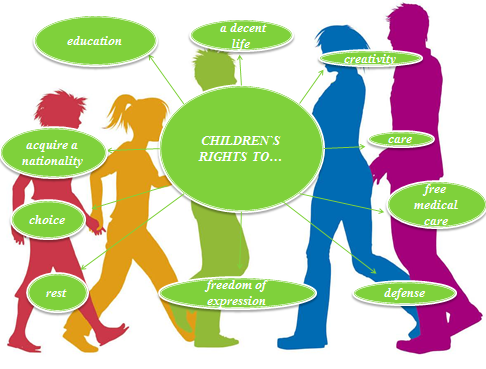 education
a decent
life
creativity
CHILDREN`S
RIGHTS TO…
acquire a
nationality
care
choice
free
medical
care
rest
freedom of
expression
defense